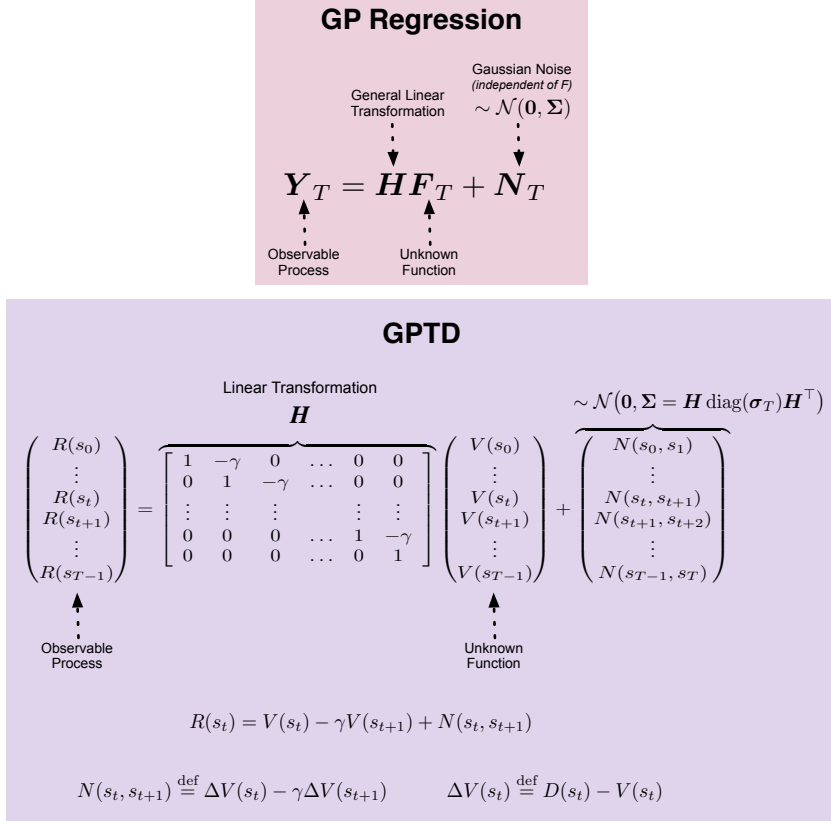 GP Regression
Gaussian Noise
(independent of F)
General Linear
Transformation
∼ 𝒩(0, Σ)
Y_T = HF_T + N_T
Observable
Process
Unknown
Function
GPTD
Linear Transformation
H
∼ 𝒩(0, Σ = H diag(σ_T)H^⊤)
R(s_0)
⋮
R(s_t)
R(s_{t+1})
⋮
R(s_{T−1})
=
1 −γ 0 … 0 0
0 1 −γ … 0 0
⋮ ⋮ ⋮ ⋮ ⋮
0 0 0 … 1 −γ
0 0 0 … 0 1
V(s_0)
⋮
V(s_t)
V(s_{t+1})
⋮
V(s_{T−1})
+
N(s_0, s_1)
⋮
N(s_t, s_{t+1})
N(s_{t+1}, s_{t+2})
⋮
N(s_{T−1}, s_T)
Observable
Process
Unknown
Function
R(s_t) = V(s_t) − γV(s_{t+1}) + N(s_t, s_{t+1})
N(s_t, s_{t+1}) def= ΔV(s_t) − γΔV(s_{t+1})
ΔV(s_t) def= D(s_t) − V(s_t)